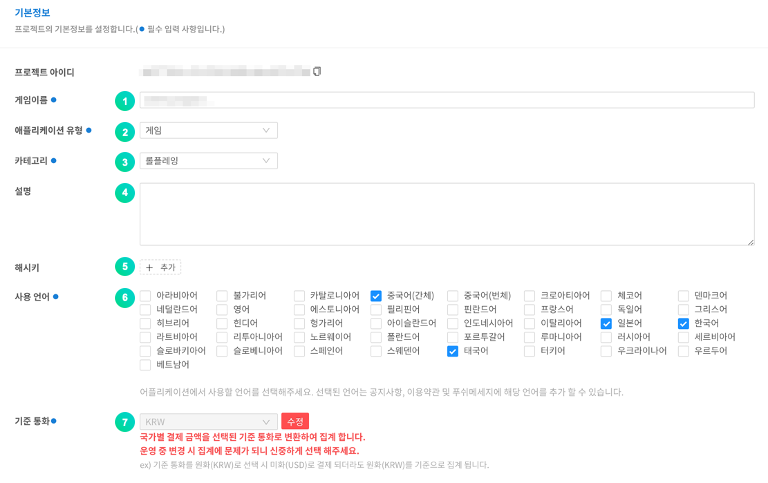 기본정보
프로젝트의 기본정보를 설정합니다.(● 필수 입력 사항입니다.)
프로젝트 아이디
게임이름 ● 1
애플리케이션 유형 ● 2 게임
카테고리 ● 3 롤플레잉
설명 4
해시키 5 + 추가
사용 언어 ● 6 아라비아어 불가리어 카탈로니아어 중국어(간체) 중국어(번체) 크로아티아어 체코어 덴마크어
네덜란드어 영어 에스토니아어 필리핀어 핀란드어 프랑스어 독일어 그리스어
히브리어 힌디어 헝가리어 아이슬란드어 인도네시아어 이탈리아어 일본어 한국어
라트비아어 리투아니아어 노르웨이어 폴란드어 포르투갈어 루마니아어 러시아어 세르비아어
슬로바키아어 슬로베니아어 스페인어 스웨덴어 태국어 터키어 우크라이나어 우르두어
베트남어
어플리케이션에서 사용할 언어를 선택해주세요. 선택된 언어는 공지사항, 이용약관 및 푸쉬메세지에 해당 언어를 추가 할 수 있습니다.
기준 통화● 7 KRW 수정
국가별 결제 금액을 선택된 기준 통화로 변환하여 집계 합니다.
운영 중 변경 시 집계에 문제가 되니 신중하게 선택 해주세요.
ex) 기준 통화를 원화(KRW)로 선택 시 미화(USD)로 결제 되더라도 원화(KRW)를 기준으로 집계 됩니다.